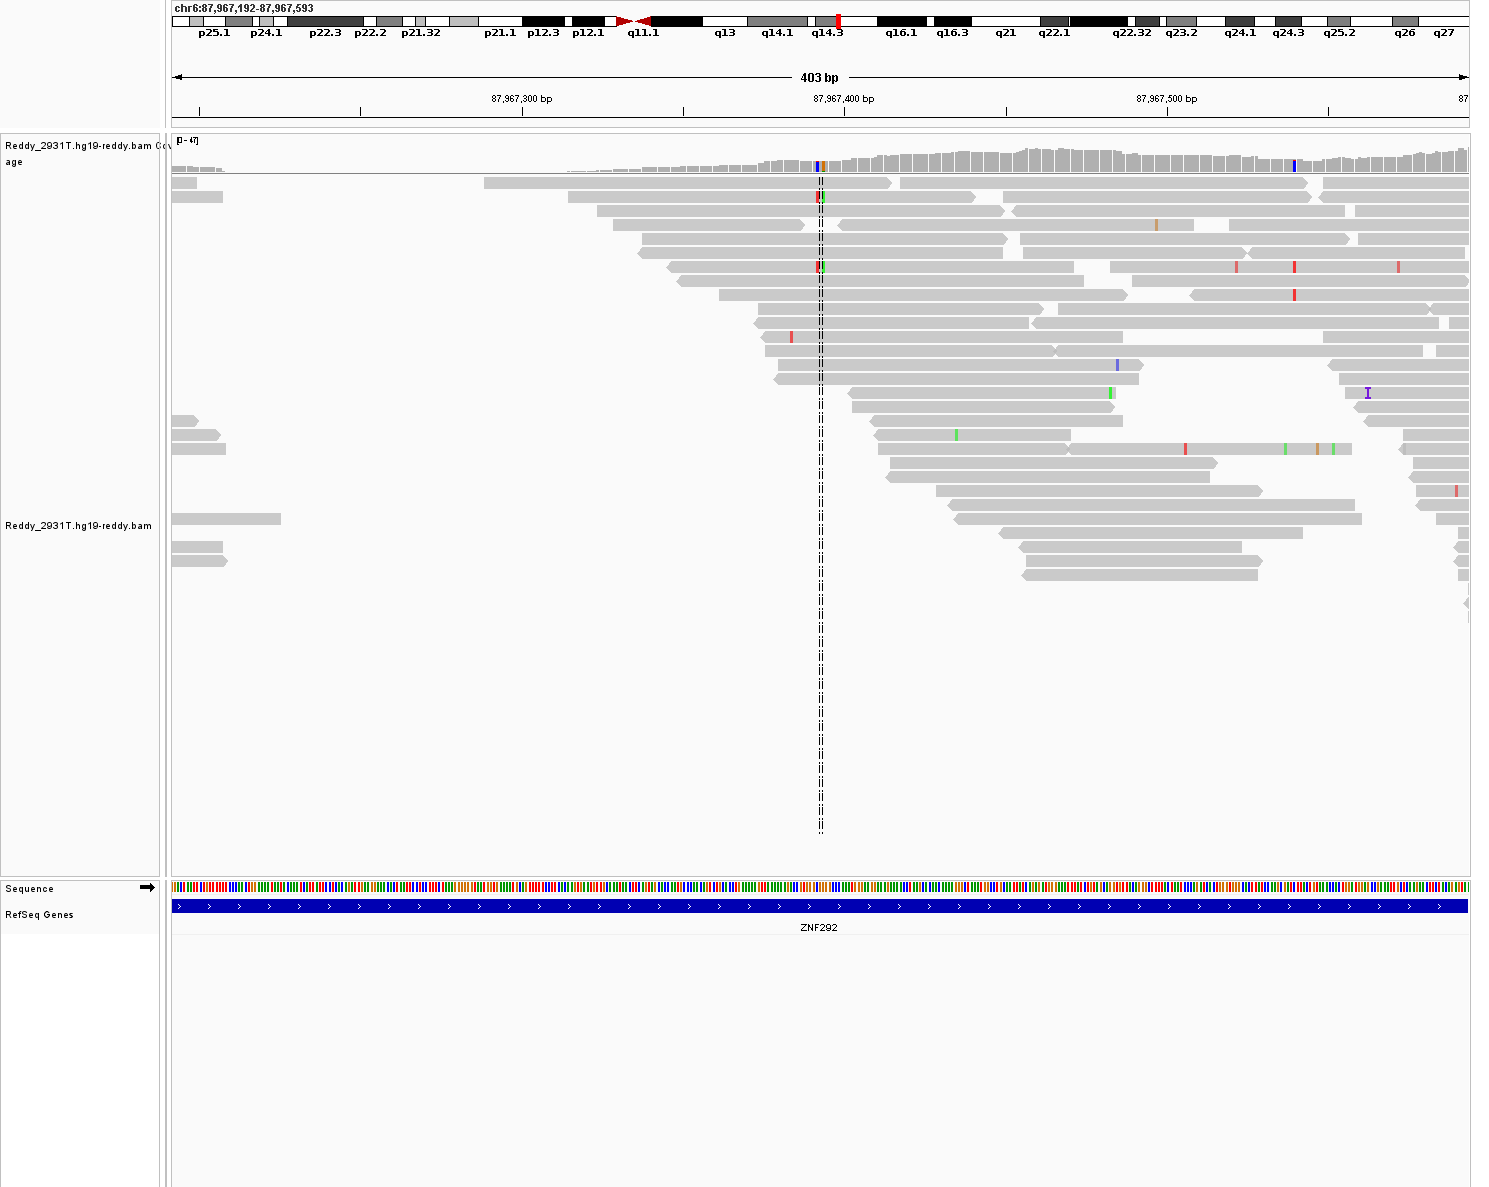 chr6:87,967,192-87,967,593
p25.1 p24.1 p22.3 p22.2 p21.32 p21.1 p12.3 p12.1 q11.1 q13 q14.1 q14.3 q16.1 q16.3 q21 q22.1 q22.32 q23.2 q24.1 q24.3 q25.2 q26 q27
403 bp
87,967,300 bp 87,967,400 bp 87,967,500 bp 87
Reddy_2931T.hg19-reddy.bam Cov
age
[0 - 47]
Reddy_2931T.hg19-reddy.bam
Sequence
RefSeq Genes
ZNF292